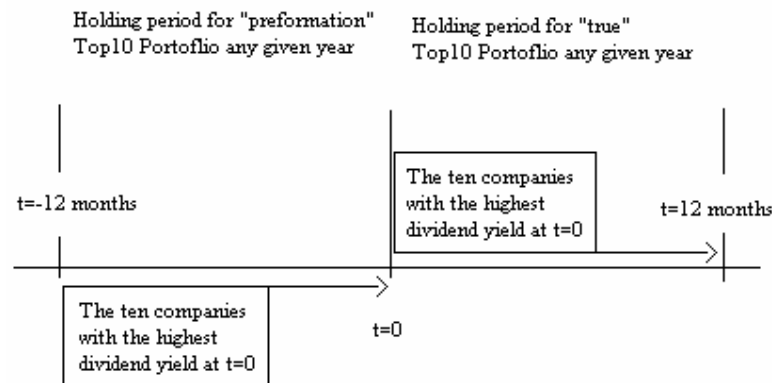 Holding period for "preformation"
Top10 Portoflio any given year
Holding period for "true"
Top10 Portoflio any given year
t=-12 months
The ten companies
with the highest
dividend yield at t=0
t=12 months
The ten companies
with the highest
dividend yield at t=0
t=0